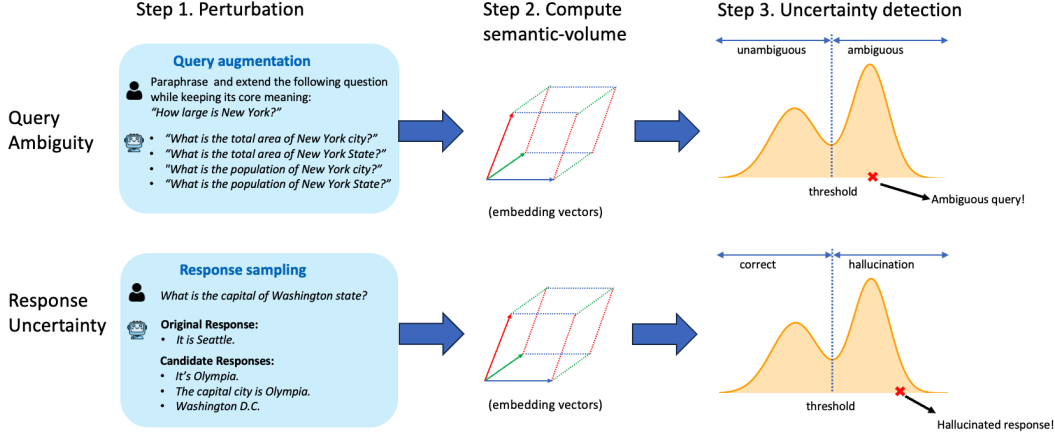 Step 1. Perturbation
Step 2. Compute
semantic-volume
Step 3. Uncertainty detection
Query
Ambiguity
Query augmentation
Paraphrase and extend the following question
while keeping its core meaning:
“How large is New York?”
• “What is the total area of New York city?”
• “What is the total area of New York State?”
• "What is the population of New York city?”
• “What is the population of New York State?”
(embedding vectors)
unambiguous
ambiguous
threshold
Ambiguous query!
Response
Uncertainty
Response sampling
What is the capital of Washington state?
Original Response:
• It is Seattle.
Candidate Responses:
• It’s Olympia.
• The capital city is Olympia.
• Washington D.C.
(embedding vectors)
correct
hallucination
threshold
Hallucinated response!